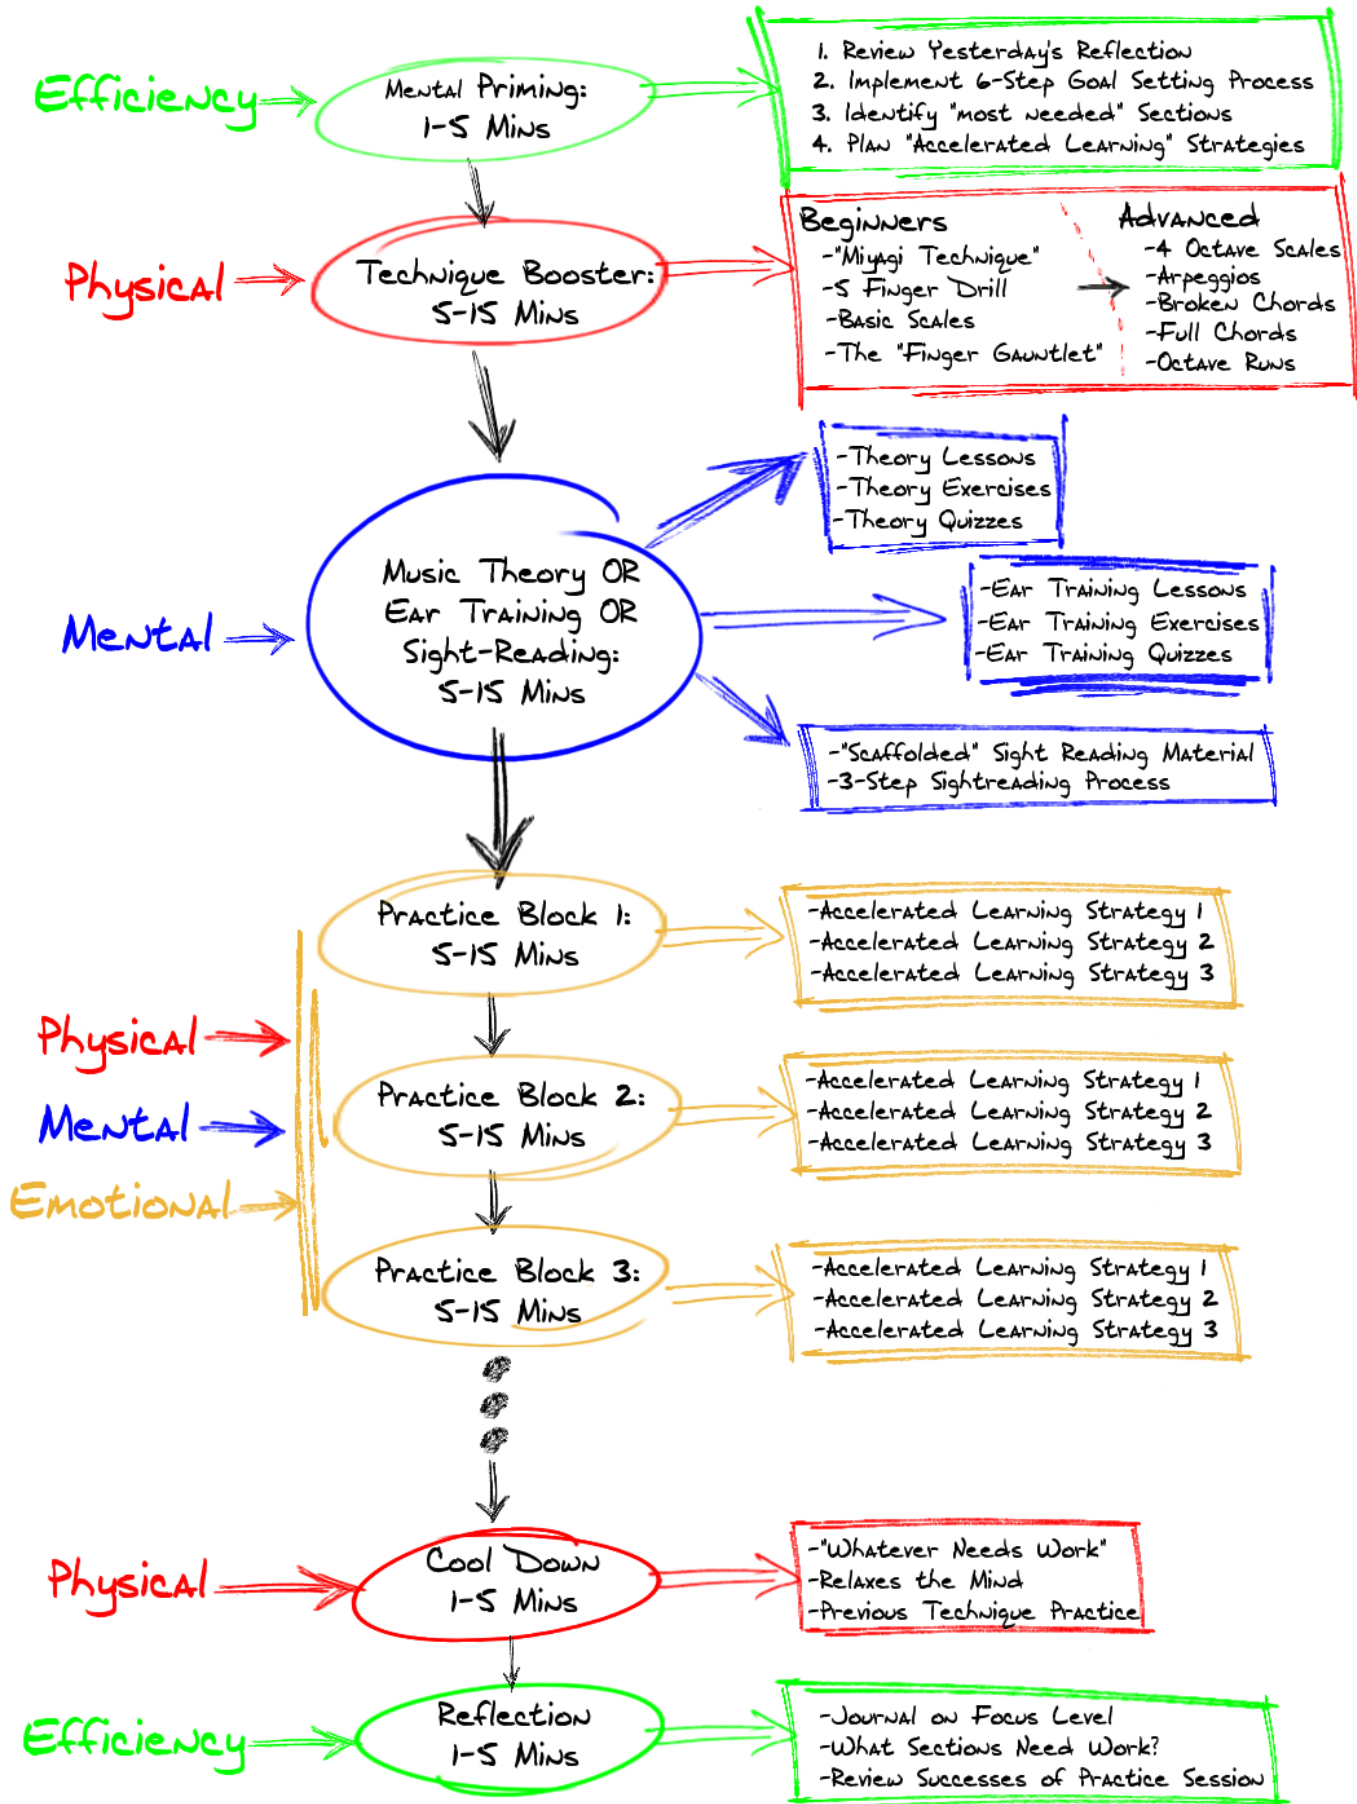 Efficiency
Mental Priming:
1-5 Mins
1. Review Yesterday's Reflection
2. Implement 6-Step Goal Setting Process
3. Identify "most needed" Sections
4. Plan "Accelerated Learning" Strategies
Physical
Technique Booster:
5-15 Mins
Beginners
-"Miyagi Technique"
-5 Finger Drill
-Basic Scales
-The "Finger Gauntlet"
Advanced
-4 Octave Scales
-Arpeggios
-Broken Chords
-Full Chords
-Octave Runs
Mental
Music Theory OR
Ear Training OR
Sight-Reading:
5-15 Mins
-Theory Lessons
-Theory Exercises
-Theory Quizzes
-Ear Training Lessons
-Ear Training Exercises
-Ear Training Quizzes
-"Scaffolded" Sight Reading Material
-3-Step Sightreading Process
Physical
Mental
Emotional
Practice Block 1:
5-15 Mins
-Accelerated Learning Strategy 1
-Accelerated Learning Strategy 2
-Accelerated Learning Strategy 3
Practice Block 2:
5-15 Mins
-Accelerated Learning Strategy 1
-Accelerated Learning Strategy 2
-Accelerated Learning Strategy 3
Practice Block 3:
5-15 Mins
-Accelerated Learning Strategy 1
-Accelerated Learning Strategy 2
-Accelerated Learning Strategy 3
Physical
Cool Down
1-5 Mins
-"Whatever Needs Work"
-Relaxes the Mind
-Previous Technique Practice
Efficiency
Reflection
1-5 Mins
-Journal on Focus Level
-What Sections Need Work?
-Review Successes of Practice Session